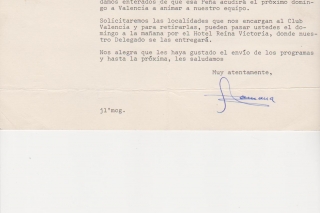 damos enterados de que esa Peña acudirá el próximo domin-
go a Valencia a animar a nuestro equipo.
Solicitaremos las localidades que nos encargan al Club
Valencia y para retirarlas, pueden pasar ustedes el do-
mingo a la mañana por el Hotel Reina Victoria, donde nues-
tro Delegado se las entregará.
Nos alegra que les haya gustado el envío de los programas
y hasta la próxima, les saludamos
Muy atentamente,
jl'mcg.